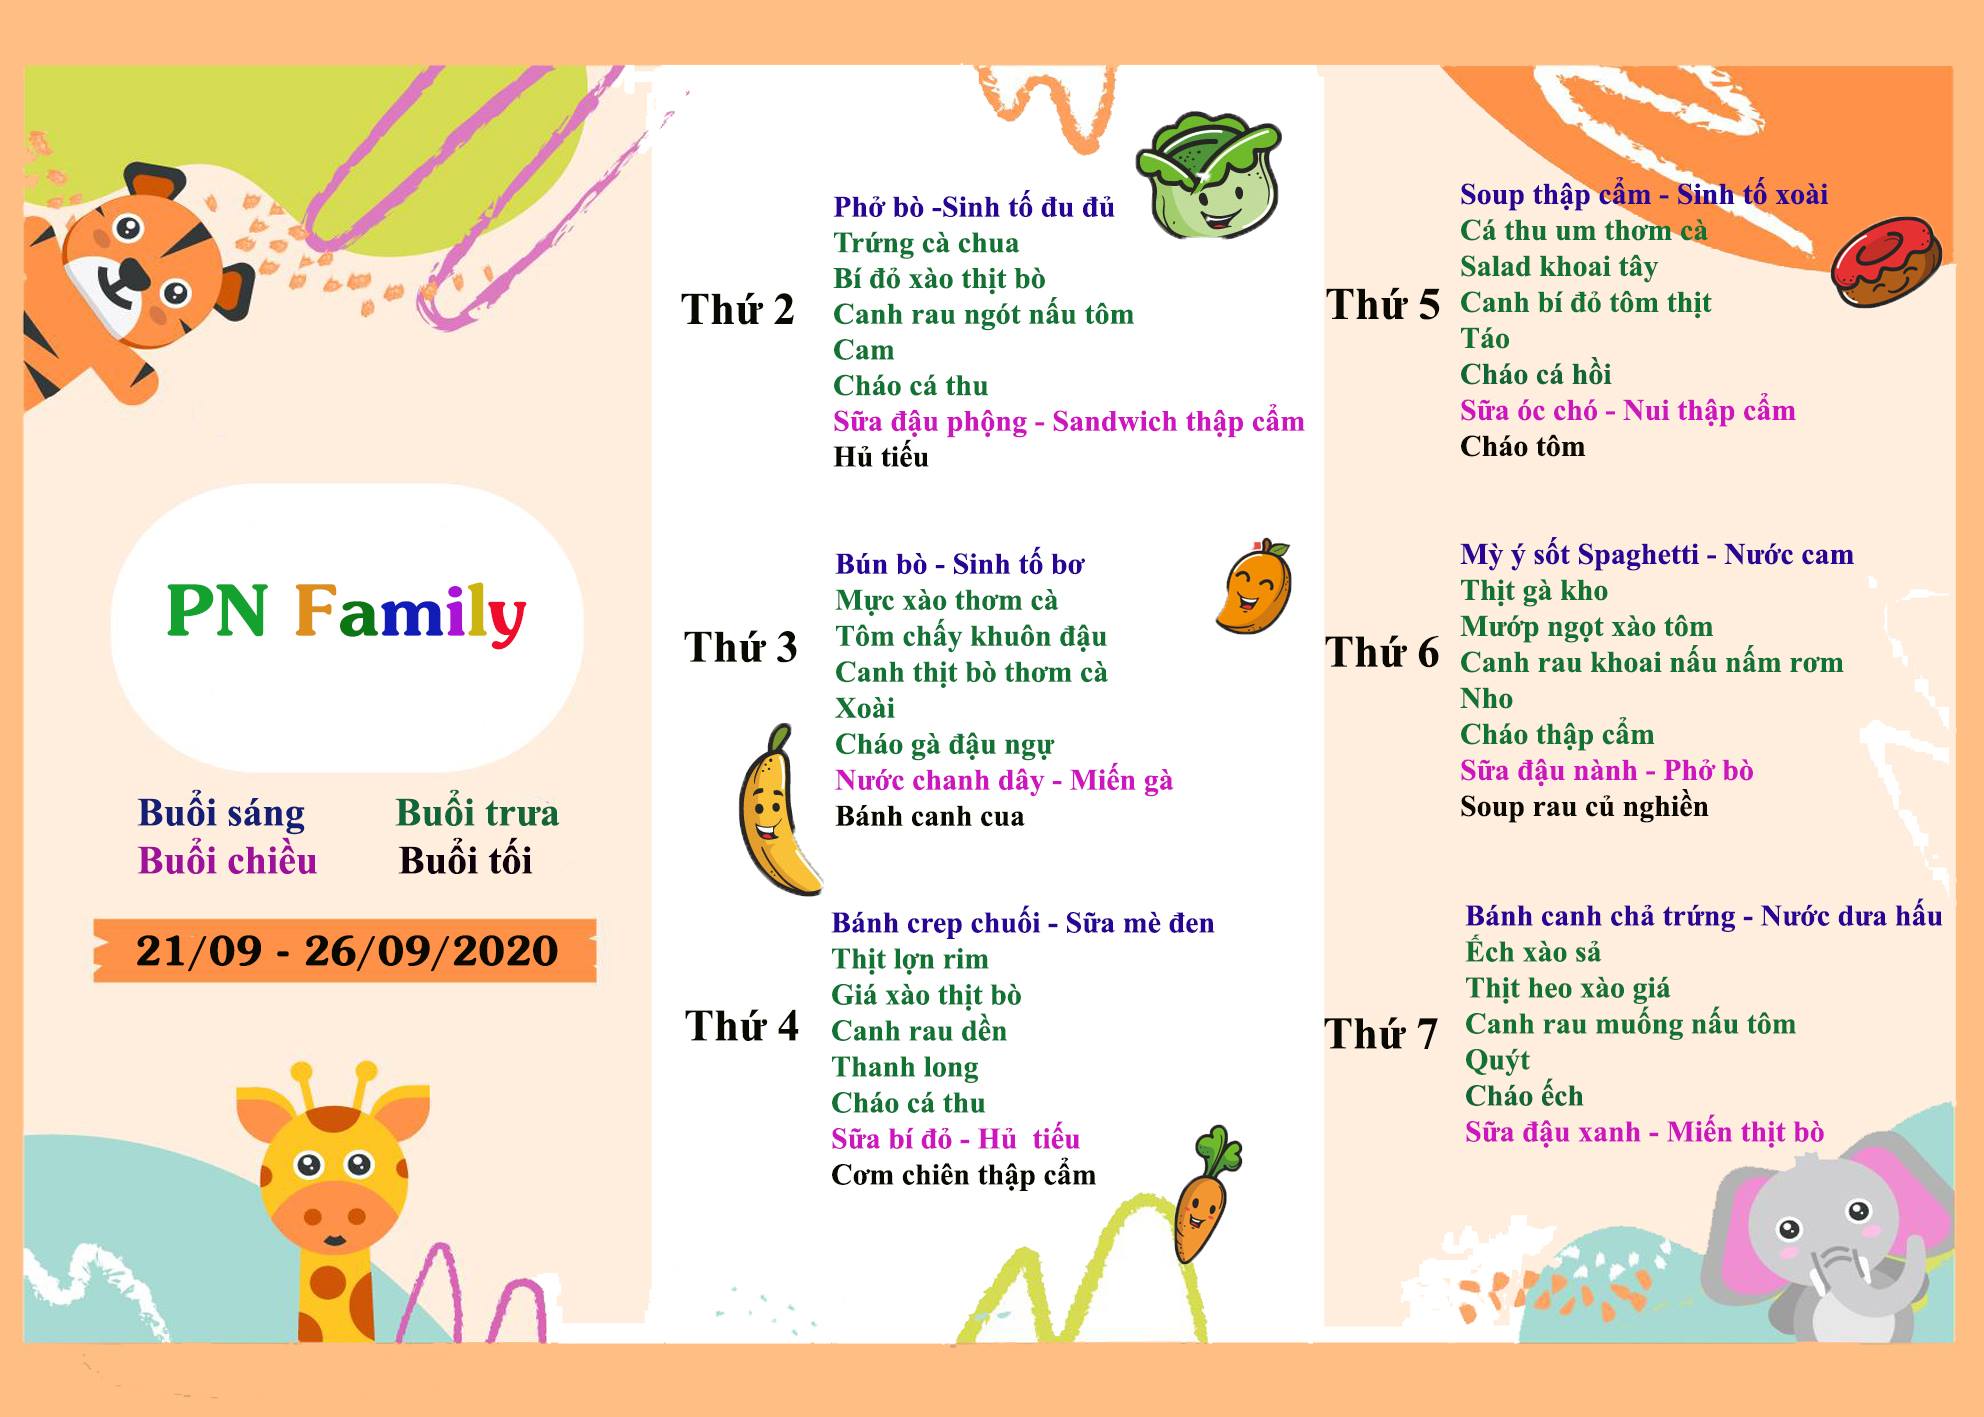 PN Family
Buổi sáng
Buổi trưa
Buổi chiều
Buổi tối
21/09 - 26/09/2020
Thứ 2
Phở bò -Sinh tố đu đủ
Trứng cà chua
Bí đỏ xào thịt bò
Canh rau ngót nấu tôm
Cam
Cháo cá thu
Sữa đậu phộng - Sandwich thập cẩm
Hủ tiếu
Thứ 3
Bún bò - Sinh tố bơ
Mực xào thơm cà
Tôm chấy khuôn đậu
Canh thịt bò thơm cà
Xoài
Cháo gà đậu ngự
Nước chanh dây - Miến gà
Bánh canh cua
Thứ 4
Bánh crep chuối - Sữa mè đen
Thịt lợn rim
Giá xào thịt bò
Canh rau dền
Thanh long
Cháo cá thu
Sữa bí đỏ - Hủ  tiếu
Cơm chiên thập cẩm
Thứ 5
Soup thập cẩm - Sinh tố xoài
Cá thu um thơm cà
Salad khoai tây
Canh bí đỏ tôm thịt
Táo
Cháo cá hồi
Sữa óc chó - Nui thập cẩm
Cháo tôm
Thứ 6
Mỳ ý sốt Spaghetti - Nước cam
Thịt gà kho
Mướp ngọt xào tôm
Canh rau khoai nấu nấm rơm
Nho
Cháo thập cẩm
Sữa đậu nành - Phở bò
Soup rau củ nghiền
Thứ 7
Bánh canh chả trứng - Nước dưa hấu
Ếch xào sả
Thịt heo xào giá
Canh rau muống nấu tôm
Quýt
Cháo ếch
Sữa đậu xanh - Miến thịt bò